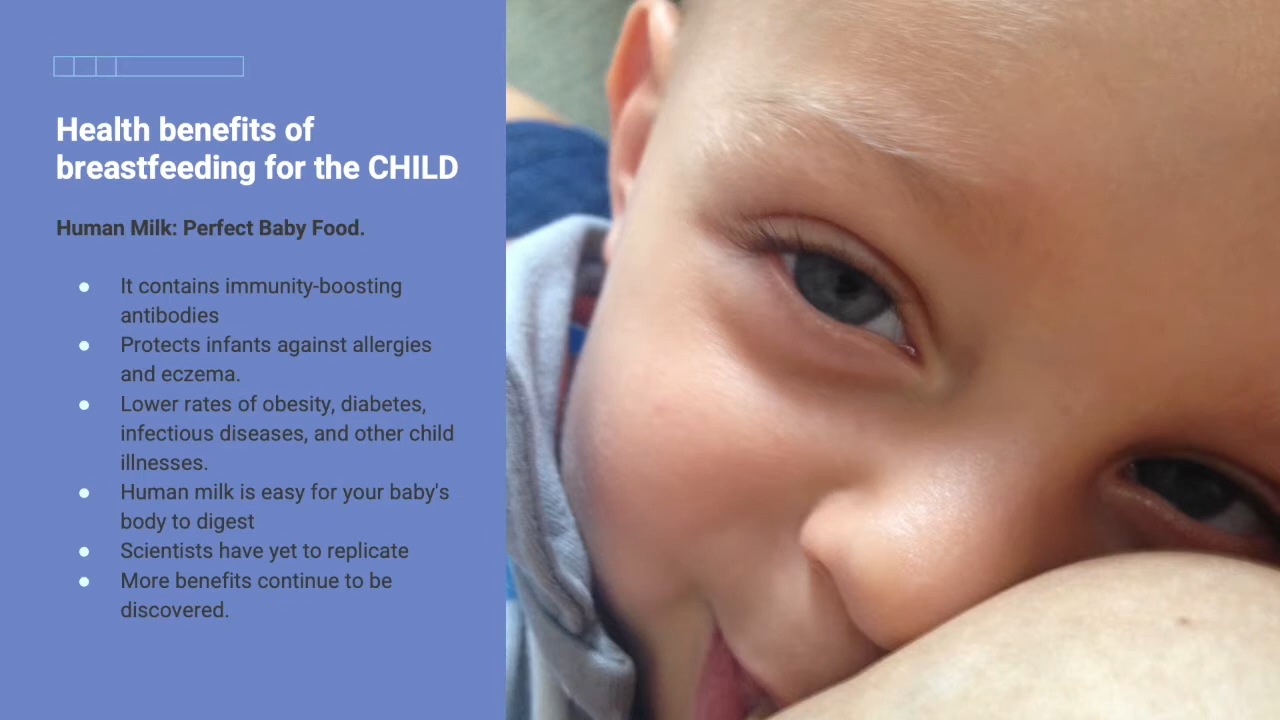 Health benefits of
breastfeeding for the CHILD
Human Milk: Perfect Baby Food.
It contains immunity-boosting
antibodies
Protects infants against allergies
and eczema.
Lower rates of obesity, diabetes,
infectious diseases, and other child
illnesses.
Human milk is easy for your baby's
body to digest
Scientists have yet to replicate
More benefits continue to be
discovered.